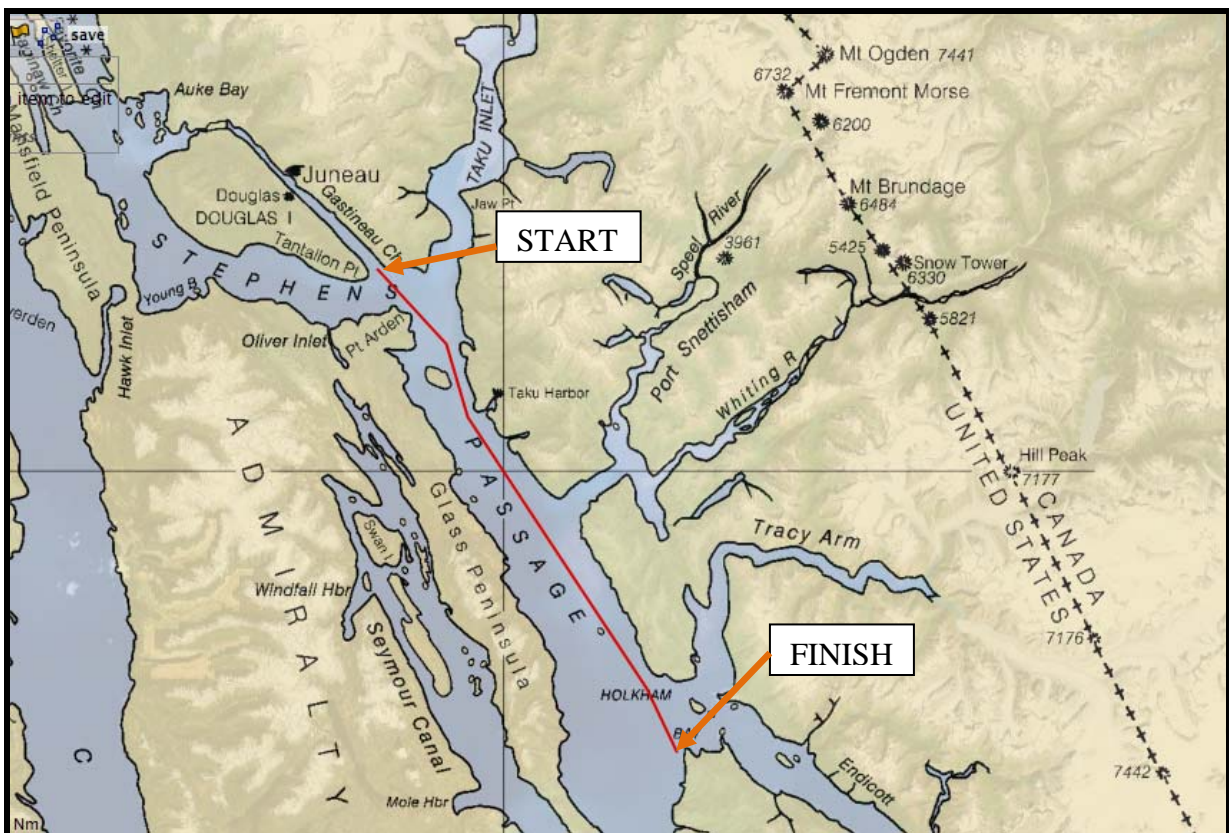 save
item to edit
Shelter I
Mansfield Peninsula
Auke Bay
Juneau
Douglas
DOUGLAS I
Gastineau Ch
Tantallon Pt
TAKU INLET
Jaw Pt
START
STEPHENS
Young B
Hawk Inlet
Oliver Inlet
Pt Arden
Taku Harbor
PASSAGE
Mt Ogden 7441
6732
Mt Fremont Morse
6200
Mt Brundage
6484
5425
Snow Tower
6330
5821
Speel River
3961
Port Snettisham
Whiting R
UNITED STATES
CANADA
Hill Peak
7177
7176
7442
ADMIRALTY
Glass Peninsula
Swan I
Windfall Hbr
Seymour Canal
Mole Hbr
Tracy Arm
FINISH
HOLKHAM
Endicott
C
Nm